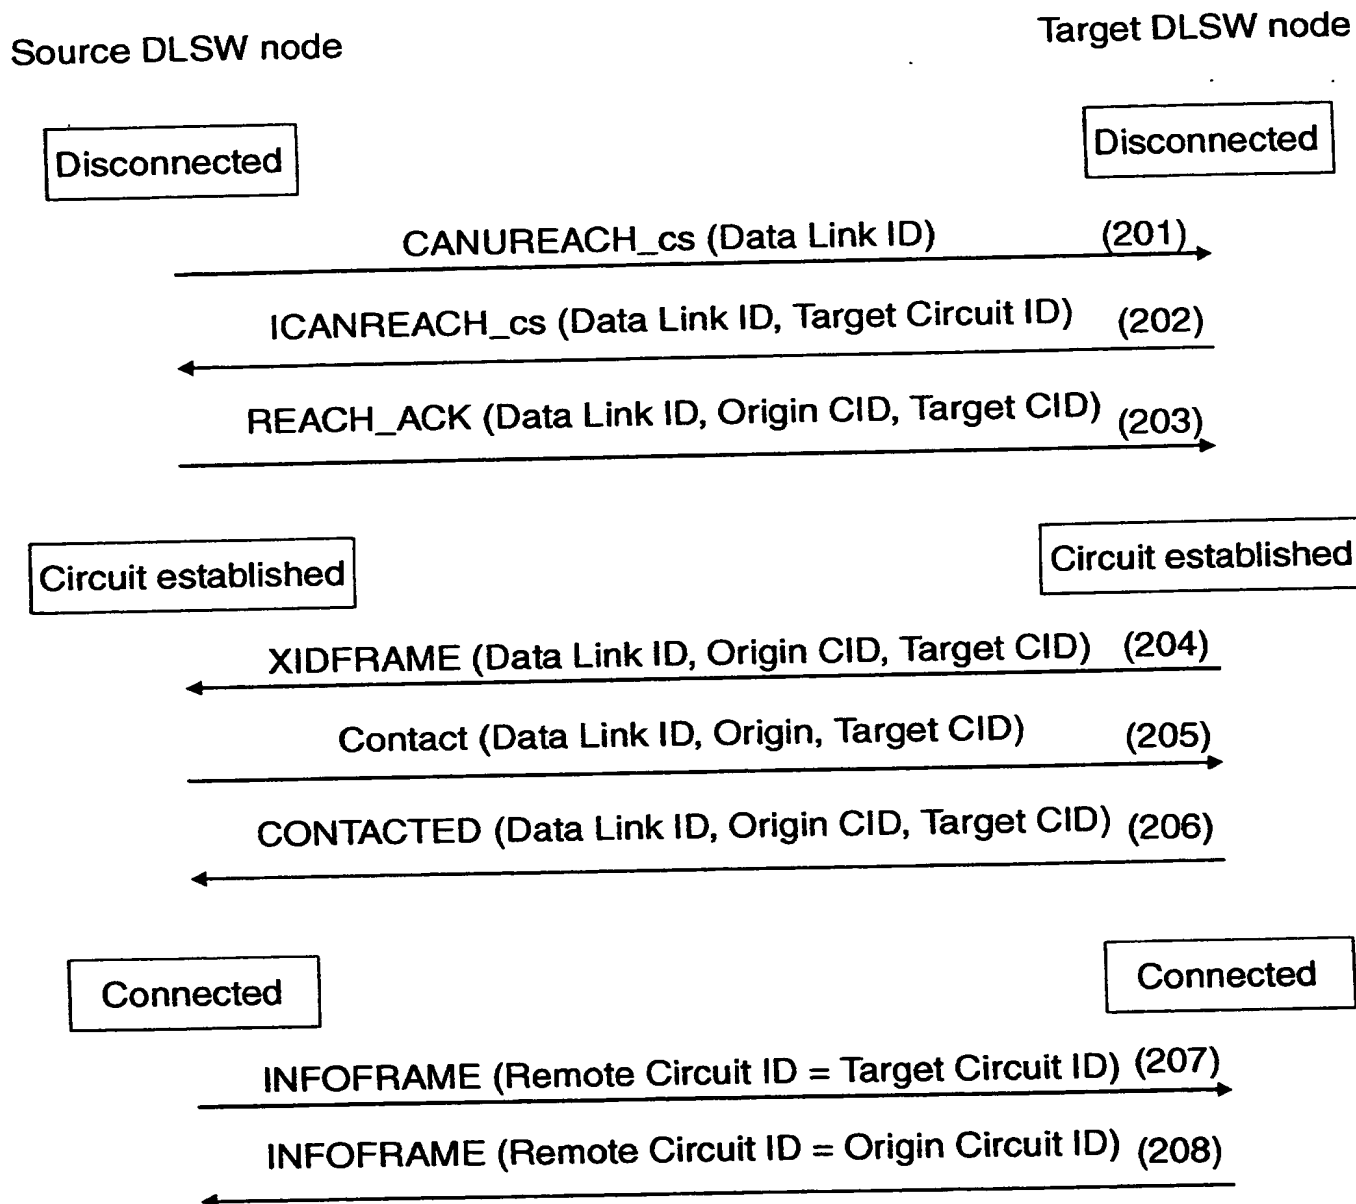 Source DLSW node
Target DLSW node
Disconnected
Disconnected
CANUREACH_cs (Data Link ID) (201)
ICANREACH_cs (Data Link ID, Target Circuit ID) (202)
REACH_ACK (Data Link ID, Origin CID, Target CID) (203)
Circuit established
Circuit established
XIDFRAME (Data Link ID, Origin CID, Target CID) (204)
Contact (Data Link ID, Origin, Target CID) (205)
CONTACTED (Data Link ID, Origin CID, Target CID) (206)
Connected
Connected
INFOFRAME (Remote Circuit ID = Target Circuit ID) (207)
INFOFRAME (Remote Circuit ID = Origin Circuit ID) (208)